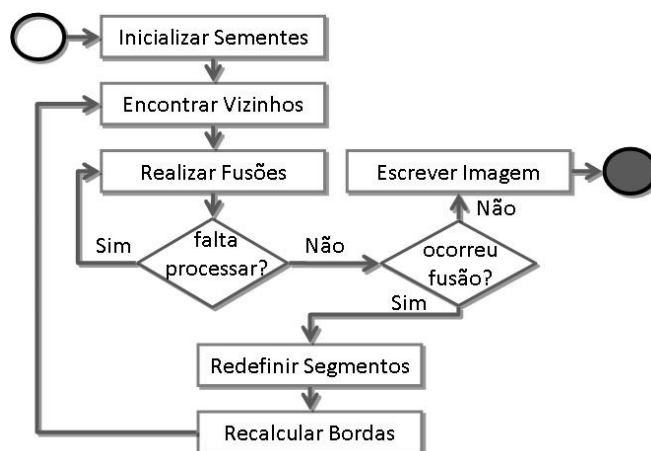 Inicializar Sementes
Encontrar Vizinhos
Realizar Fusões
Escrever Imagem
Não
Sim
falta
processar?
Não
ocorreu
fusão?
Sim
Redefinir Segmentos
Recalcular Bordas